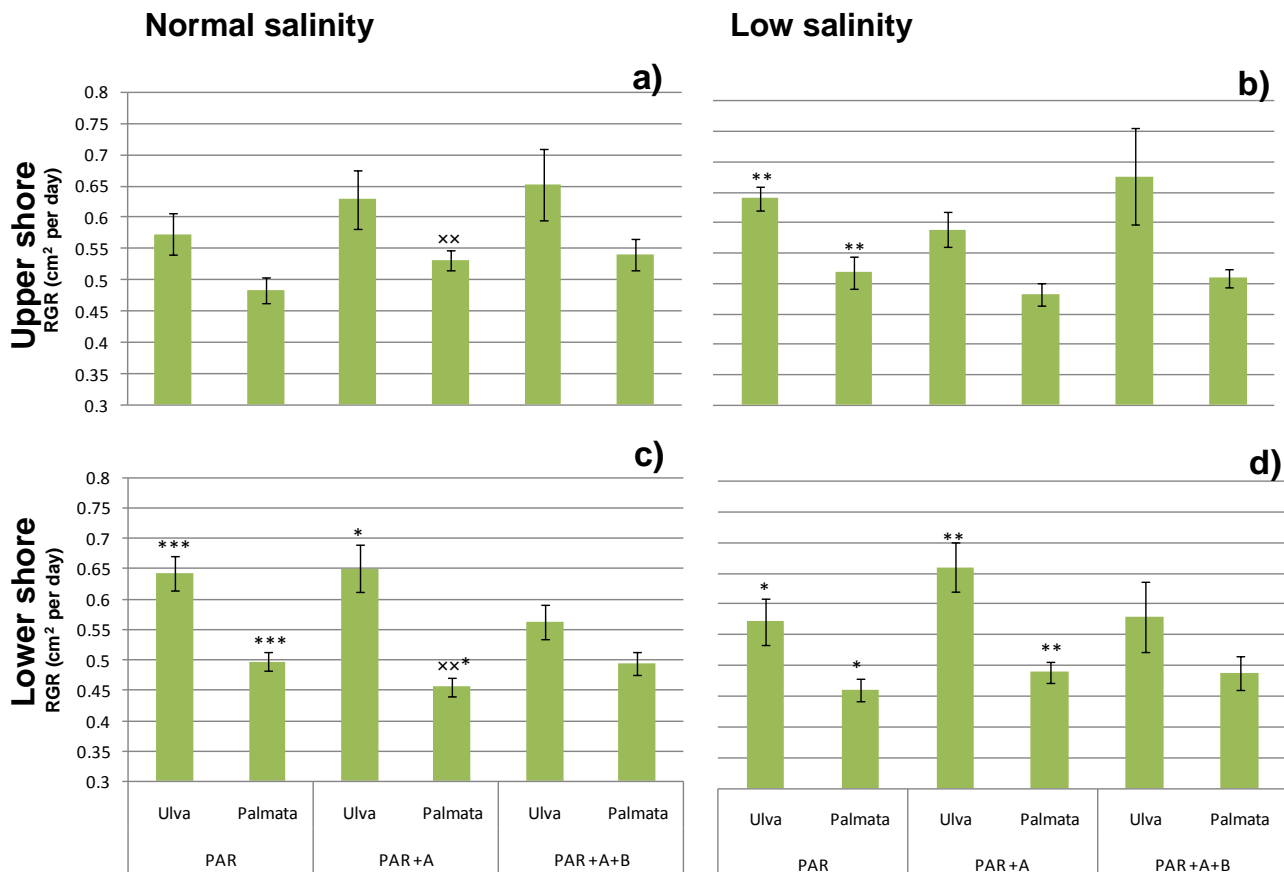 Normal salinity
Low salinity
a)
b)
Upper shore
RGR (cm² per day)
0.8
0.75
0.7
0.65
0.6
0.55
0.5
0.45
0.4
0.35
0.3
××
**
**
c)
d)
Lower shore
RGR (cm² per day)
0.8
0.75
0.7
0.65
0.6
0.55
0.5
0.45
0.4
0.35
0.3
***
***
*
××*
*
*
**
**
Ulva Palmata Ulva Palmata Ulva Palmata
PAR PAR+A PAR+A+B
Ulva Palmata Ulva Palmata Ulva Palmata
PAR PAR+A PAR+A+B